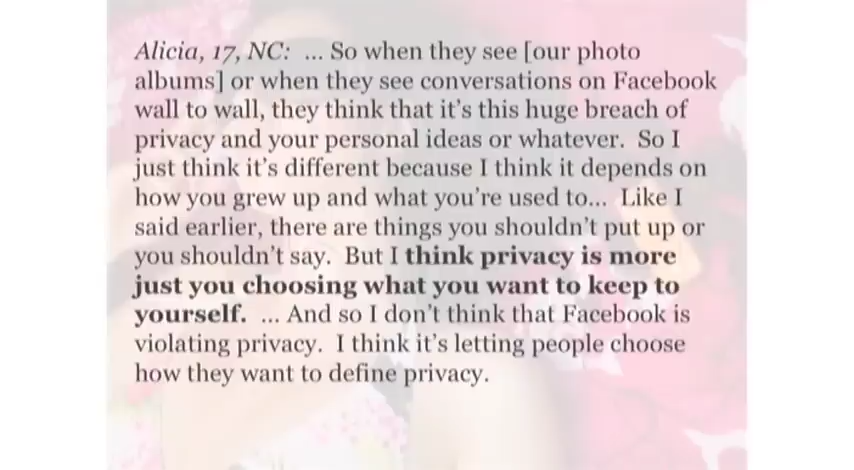 Alicia, 17, NC:  ... So when they see [our photo
albums] or when they see conversations on Facebook
wall to wall, they think that it's this huge breach of
privacy and your personal ideas or whatever.  So I
just think it's different because I think it depends on
how you grew up and what you're used to...  Like I
said earlier, there are things you shouldn't put up or
you shouldn't say.  But I think privacy is more
just you choosing what you want to keep to
yourself.  ... And so I don't think that Facebook is
violating privacy.  I think it's letting people choose
how they want to define privacy.